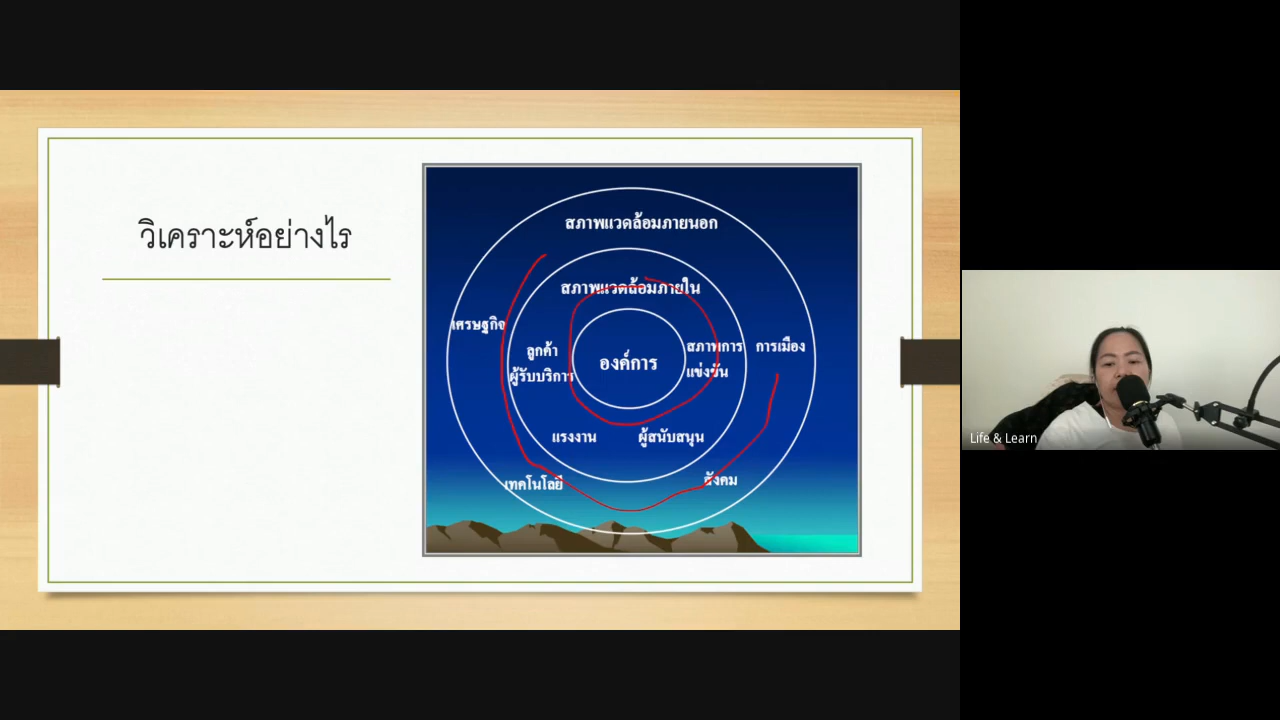 วิเคราะห์อย่างไร
สภาพแวดล้อมภายนอก
สภาพแวดล้อมภายใน
เศรษฐกิจ
ลูกค้า
ผู้รับบริการ
องค์การ
สภาพการ
แข่งขัน
การเมือง
แรงงาน
ผู้สนับสนุน
เทคโนโลยี
สังคม
Life & Learn